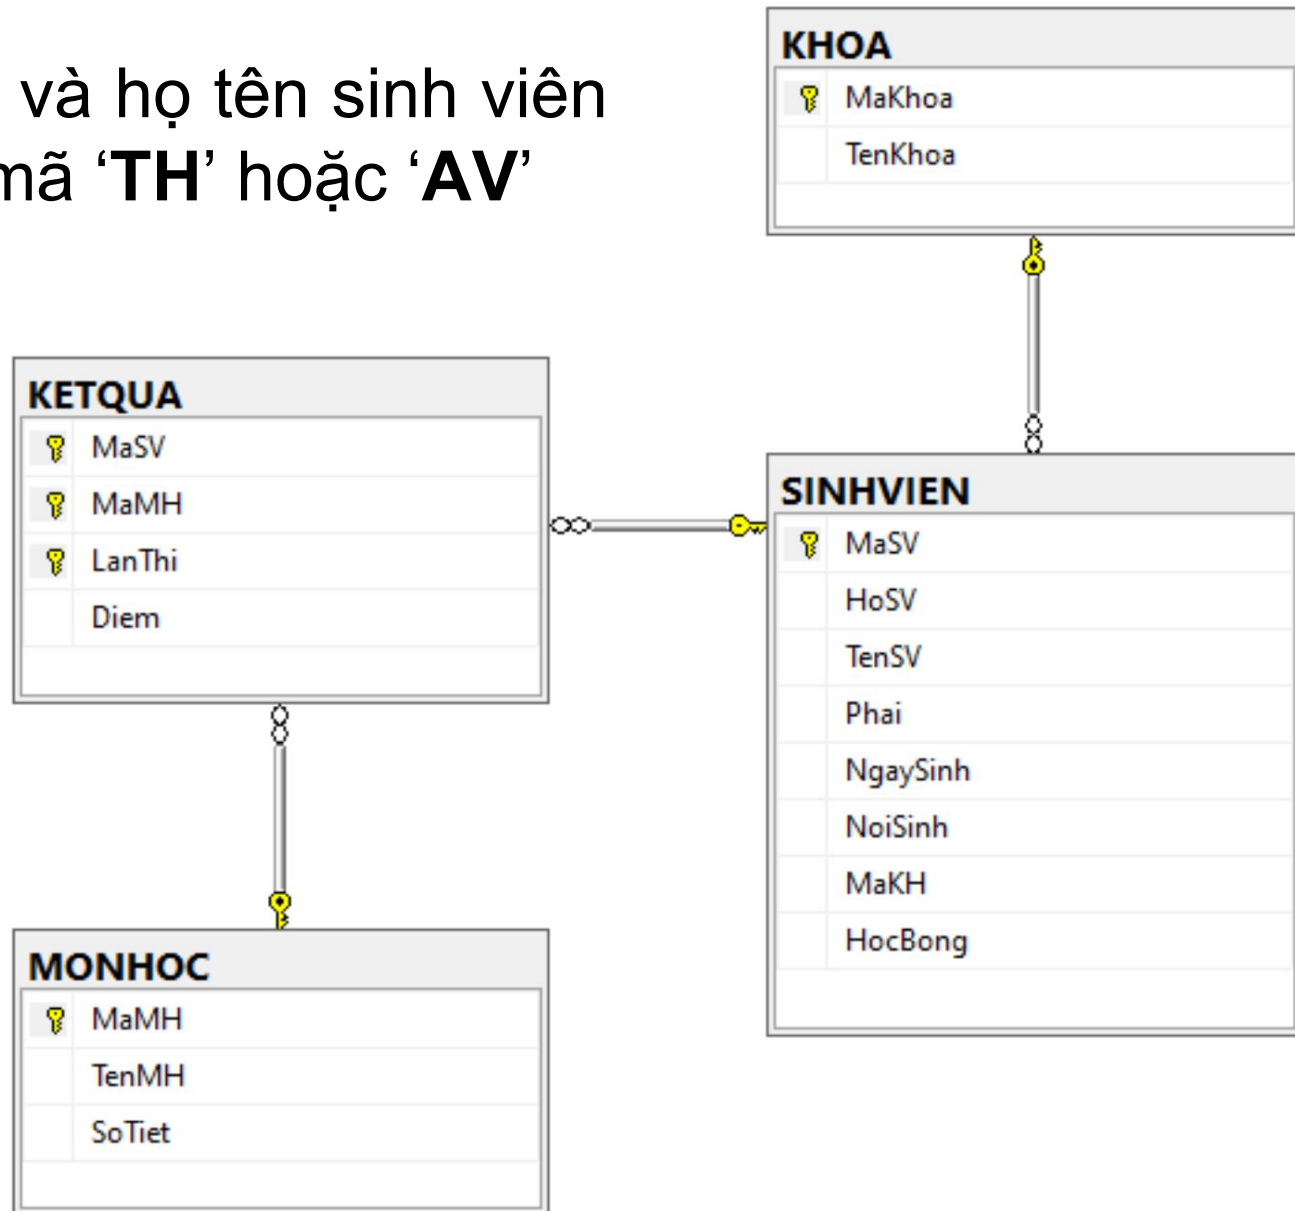 và họ tên sinh viên
mã ‘TH’ hoặc ‘AV’
KHOA
MaKhoa
TenKhoa
KETQUA
MaSV
MaMH
LanThi
Diem
SINHVIEN
MaSV
HoSV
TenSV
Phai
NgaySinh
NoiSinh
MaKH
HocBong
MONHOC
MaMH
TenMH
SoTiet